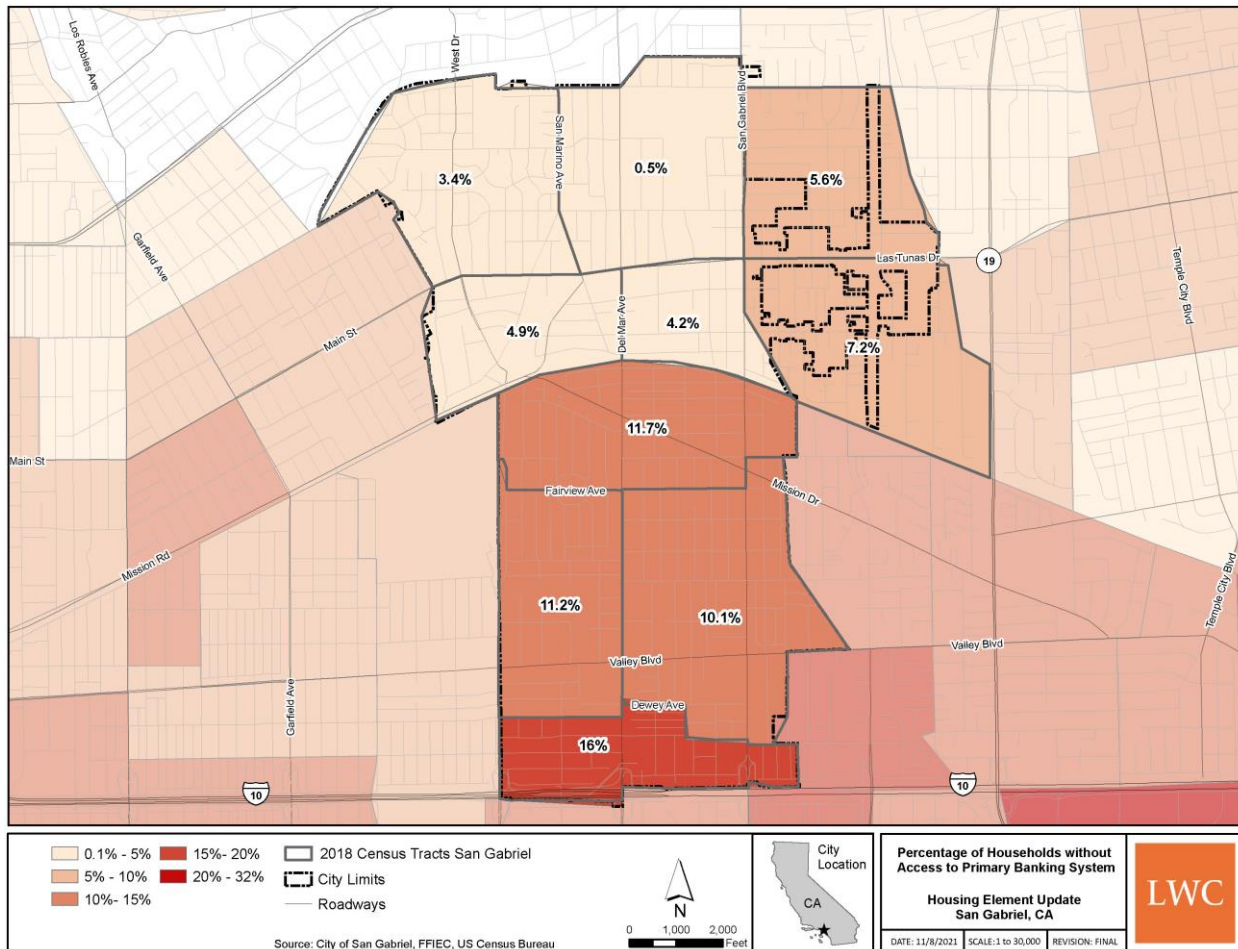 Los Robles Ave
West Dr
San Marino Ave
San Gabriel Blvd
3.4%
0.5%
5.6%
Garfield Ave
Las Tunas Dr
19
Temple City Blvd
Main St
4.9%
Del Mar Ave
4.2%
7.2%
11.7%
Main St
Fairview Ave
Mission Dr
Mission Rd
Temple City Blvd
11.2%
10.1%
Valley Blvd
Valley Blvd
Garfield Ave
Dewey Ave
16%
10
10
0.1% - 5%
5% - 10%
10%- 15%
15%- 20%
20% - 32%
2018 Census Tracts San Gabriel
City Limits
Roadways
Source: City of San Gabriel, FFIEC, US Census Bureau
N
0 1,000 2,000
Feet
City
Location
CA
Percentage of Households without
Access to Primary Banking System
Housing Element Update
San Gabriel, CA
DATE: 11/8/2021
SCALE:1 to 30,000
REVISION: FINAL
LWC